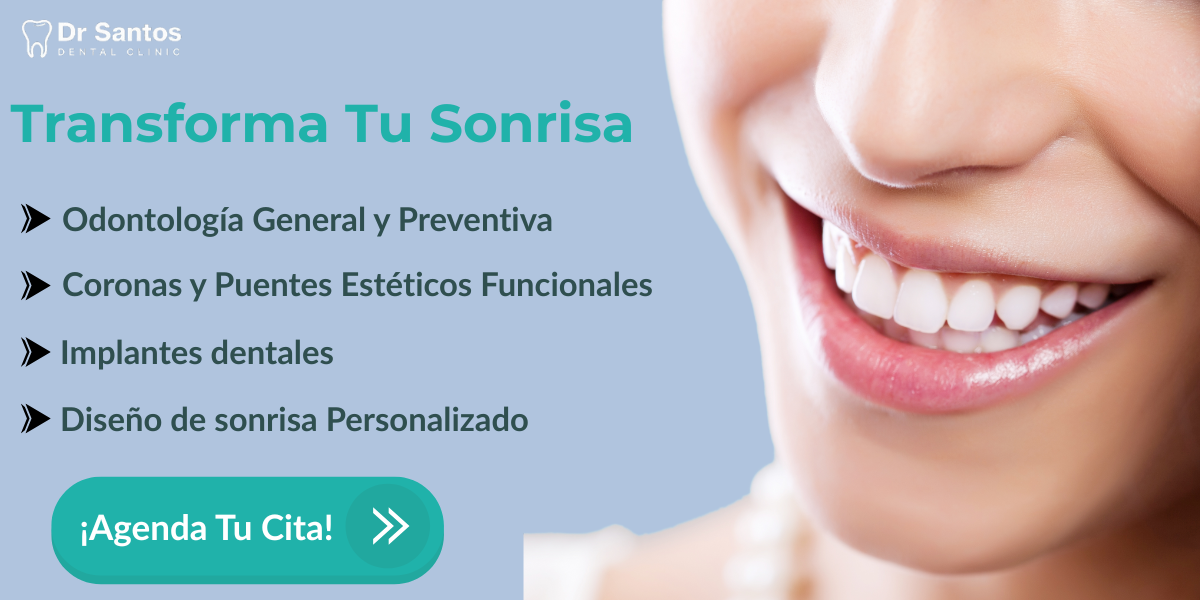 Dr Santos
DENTAL CLINIC
Transforma Tu Sonrisa
Odontología General y Preventiva
Coronas y Puentes Estéticos Funcionales
Implantes dentales
Diseño de sonrisa Personalizado
¡Agenda Tu Cita!